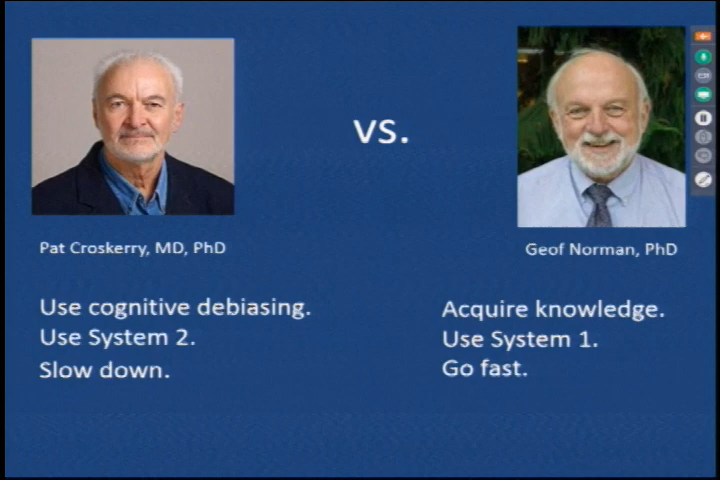 vs.
Pat Croskerry, MD, PhD
Geof Norman, PhD
Use cognitive debiasing.
Use System 2.
Slow down.
Acquire knowledge.
Use System 1.
Go fast.